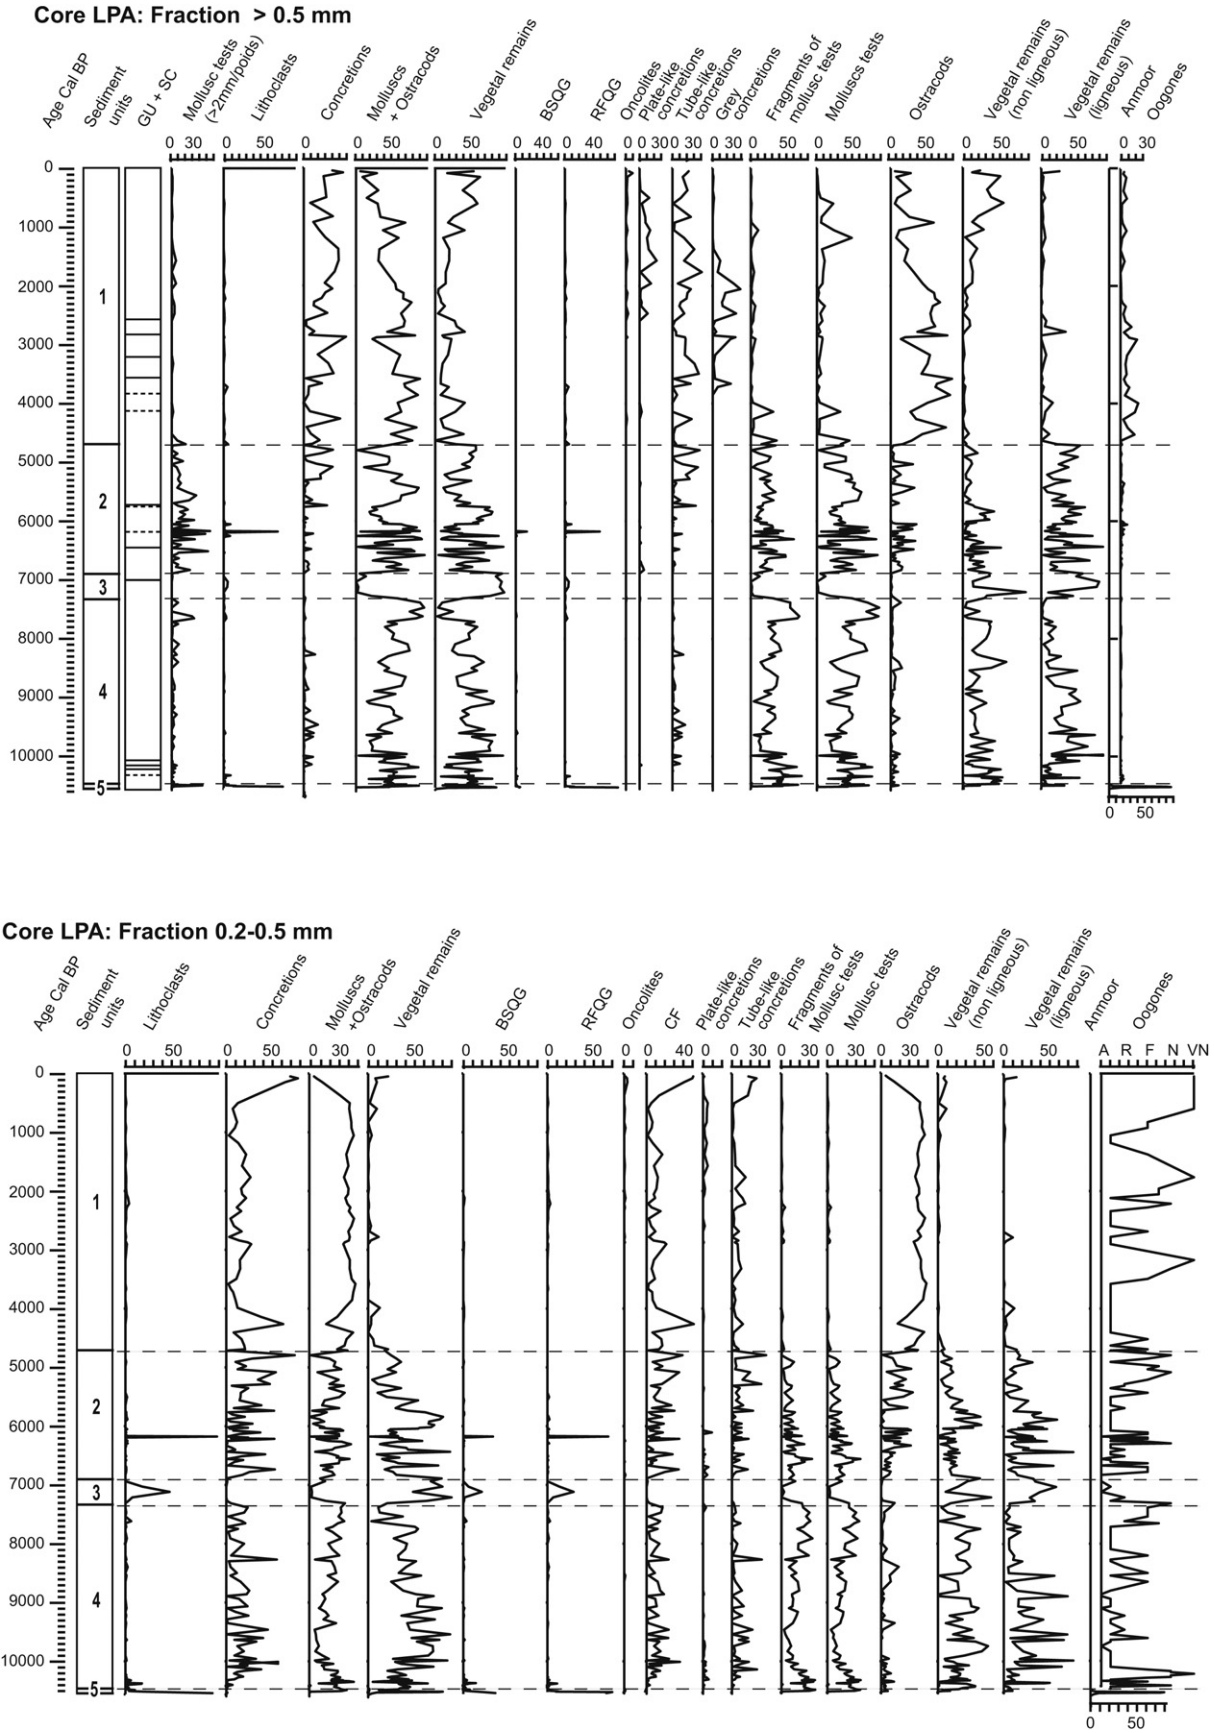 Core LPA: Fraction > 0.5 mm
Age Cal BP
Sediment
units
GU + SC
Mollusc tests
(>2mm/poids)
Lithoclasts
Concretions
Molluscs
+ Ostracods
Vegetal remains
BSQG
RFQG
Oncolites
Plate-like
concretions
Tube-like
concretions
Grey
concretions
Fragments of
mollusc tests
Molluscs tests
Ostracods
Vegetal remains
(non ligneous)
Vegetal remains
(ligneous)
Anmoor
Oogones
0 30 0 50 0 0 50 0 50 0 40 0 40 0 0 30 0 30 0 30 0 50 0 50 0 50 0 50 0 50 0 30
0
1000
2000
1
3000
4000
5000
2
6000
7000
3
8000
4
9000
10000
5
0 50
Core LPA: Fraction 0.2-0.5 mm
Age Cal BP
Sediment
units
Lithoclasts
Concretions
Molluscs
+Ostracods
Vegetal remains
BSQG
RFQG
Oncolites
CF
Plate-like
concretions
Tube-like
concretions
Fragments of
Mollusc tests
Mollusc tests
Ostracods
Vegetal remains
(non ligneous)
Vegetal remains
(ligneous)
Anmoor
Oogones
0 50 0 50 0 30 0 50 0 50 0 50 0 0 40 0 0 30 0 30 0 30 0 30 0 50 0 50 A R F N VN
0
1000
2000
1
3000
4000
5000
2
6000
7000
3
8000
4
9000
10000
5
0 50